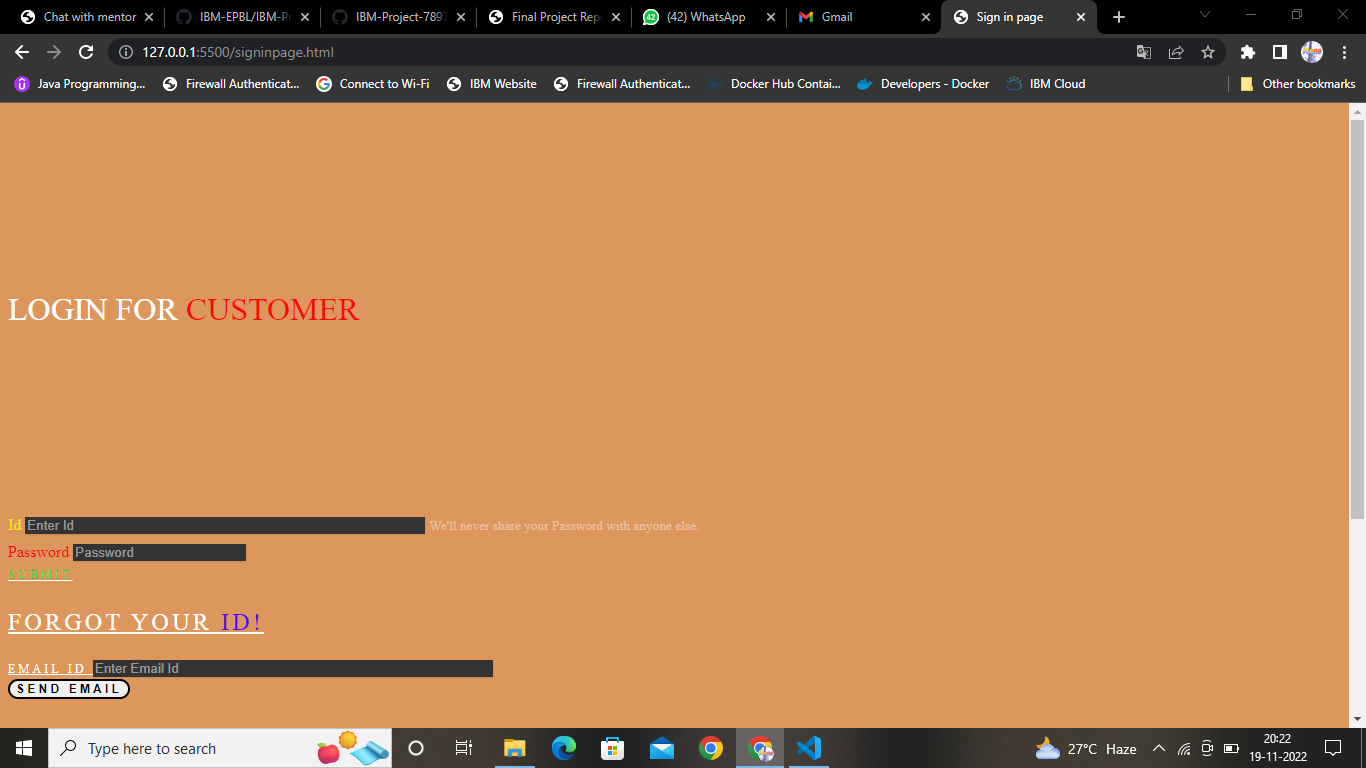 Chat with mentor
IBM-EPBL/IBM-Pr
IBM-Project-7897
Final Project Rep
(42) WhatsApp
Gmail
Sign in page
127.0.0.1:5500/signinpage.html
Java Programming...
Firewall Authenticat...
Connect to Wi-Fi
IBM Website
Firewall Authenticat...
Docker Hub Contai...
Developers - Docker
IBM Cloud
Other bookmarks
LOGIN FOR CUSTOMER
Id Enter Id We'll never share your Password with anyone else.
Password Password
SUBMIT
FORGOT YOUR ID!
EMAIL ID Enter Email Id
SEND EMAIL
Type here to search
27°C Haze
20:22
19-11-2022